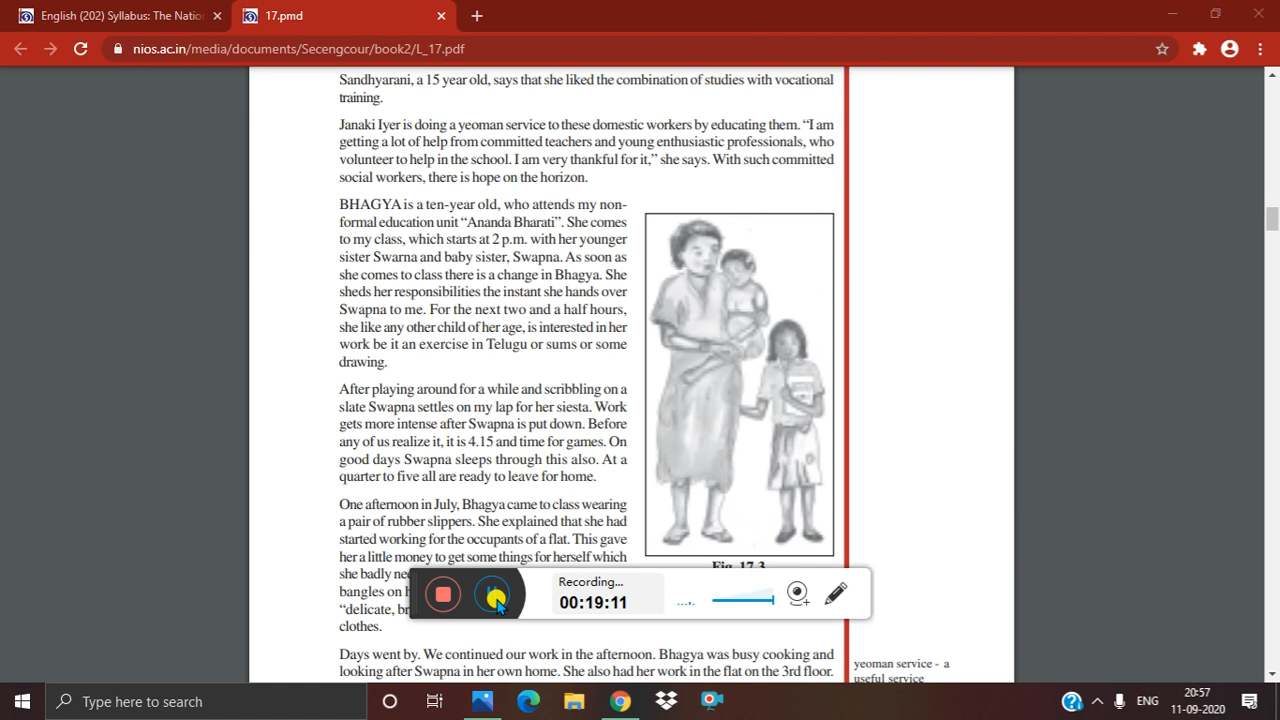 English (202) Syllabus: The Natio
17.pmd
nios.ac.in/media/documents/Secengcour/book2/L_17.pdf
Sandhyarani, a 15 year old, says that she liked the combination of studies with vocational
training.
Janaki Iyer is doing a yeoman service to these domestic workers by educating them. “I am
getting a lot of help from committed teachers and young enthusiastic professionals, who
volunteer to help in the school. I am very thankful for it,” she says. With such committed
social workers, there is hope on the horizon.
BHAGYA is a ten-year old, who attends my non-
formal education unit “Ananda Bharati”. She comes
to my class, which starts at 2 p.m. with her younger
sister Swarna and baby sister, Swapna. As soon as
she comes to class there is a change in Bhagya. She
sheds her responsibilities the instant she hands over
Swapna to me. For the next two and a half hours,
she like any other child of her age, is interested in her
work be it an exercise in Telugu or sums or some
drawing.
After playing around for a while and scribbling on a
slate Swapna settles on my lap for her siesta. Work
gets more intense after Swapna is put down. Before
any of us realize it, it is 4.15 and time for games. On
good days Swapna sleeps through this also. At a
quarter to five all are ready to leave for home.
One afternoon in July, Bhagya came to class wearing
a pair of rubber slippers. She explained that she had
started working for the occupants of a flat. This gave
her a little money to get some things for herself which
she badly
bangles on
“delicate,
clothes.
Fig. 17.3
Recording...
00:19:11
Days went by. We continued our work in the afternoon. Bhagya was busy cooking and
looking after Swapna in her own home. She also had her work in the flat on the 3rd floor.
yeoman service - a
useful service
Type here to search
ENG
20:57
11-09-2020